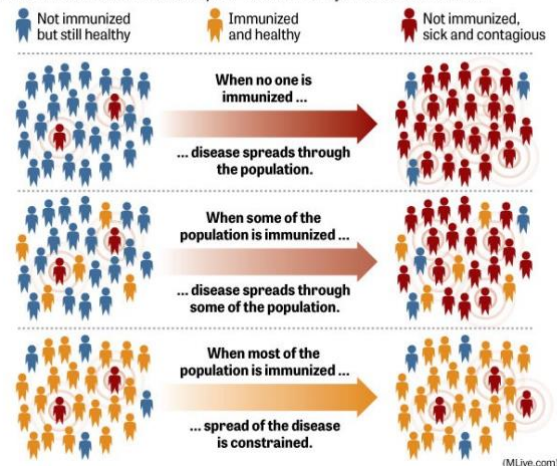 Not immunized
but still healthy
Immunized
and healthy
Not immunized,
sick and contagious
When no one is
immunized ...
... disease spreads through
the population.
When some of the
population is immunized ...
... disease spreads through
some of the population.
When most of the
population is immunized ...
... spread of the disease
is constrained.
(MLive.com)